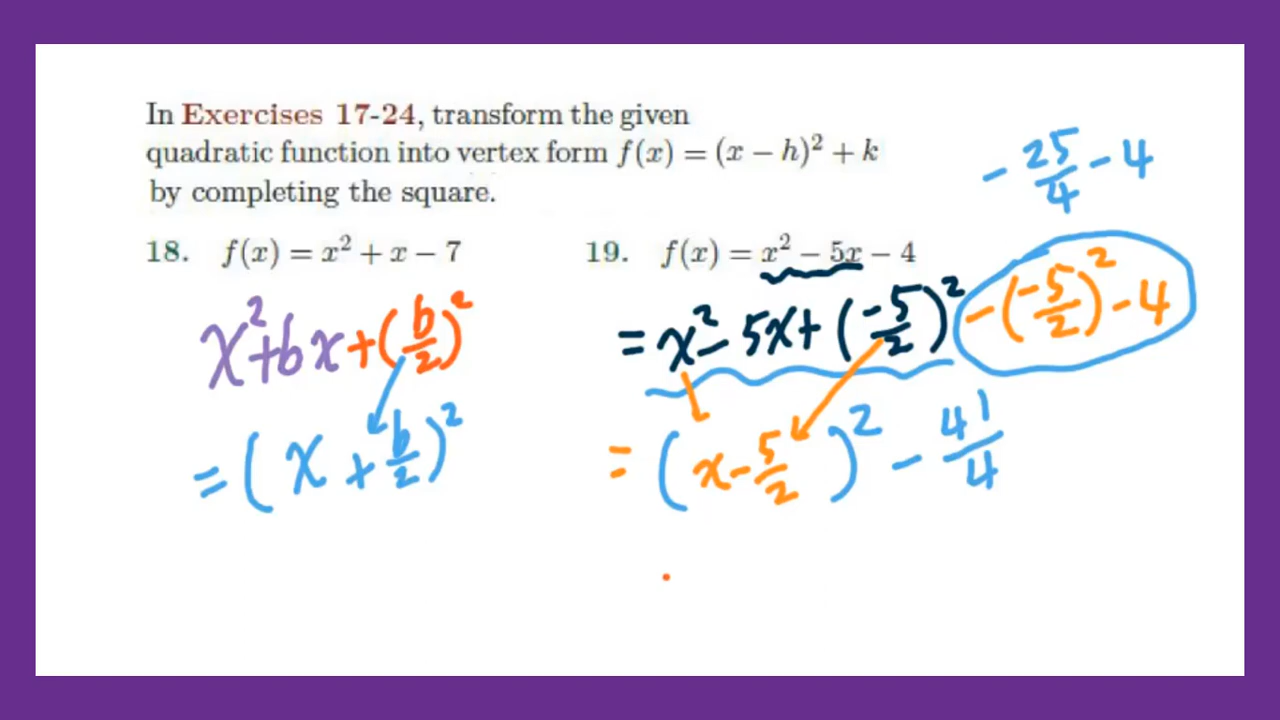 In Exercises 17-24, transform the given
quadratic function into vertex form f(x) = (x − h)² + k
by completing the square.
− 25/4 − 4
18. f(x) = x² + x − 7
19. f(x) = x² − 5x − 4
x² + bx + (b/2)²
= x² − 5x + (−5/2)² − (−5/2)² − 4
= (x + b/2)²
= (x − 5/2)² − 41/4